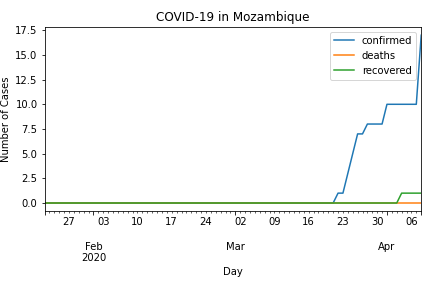 COVID-19 in Mozambique
17.5
15.0
12.5
10.0
7.5
5.0
2.5
0.0
Number of Cases
confirmed
deaths
recovered
27 03 10 17 24 02 09 16 23 30 06
Feb Mar Apr
2020
Day